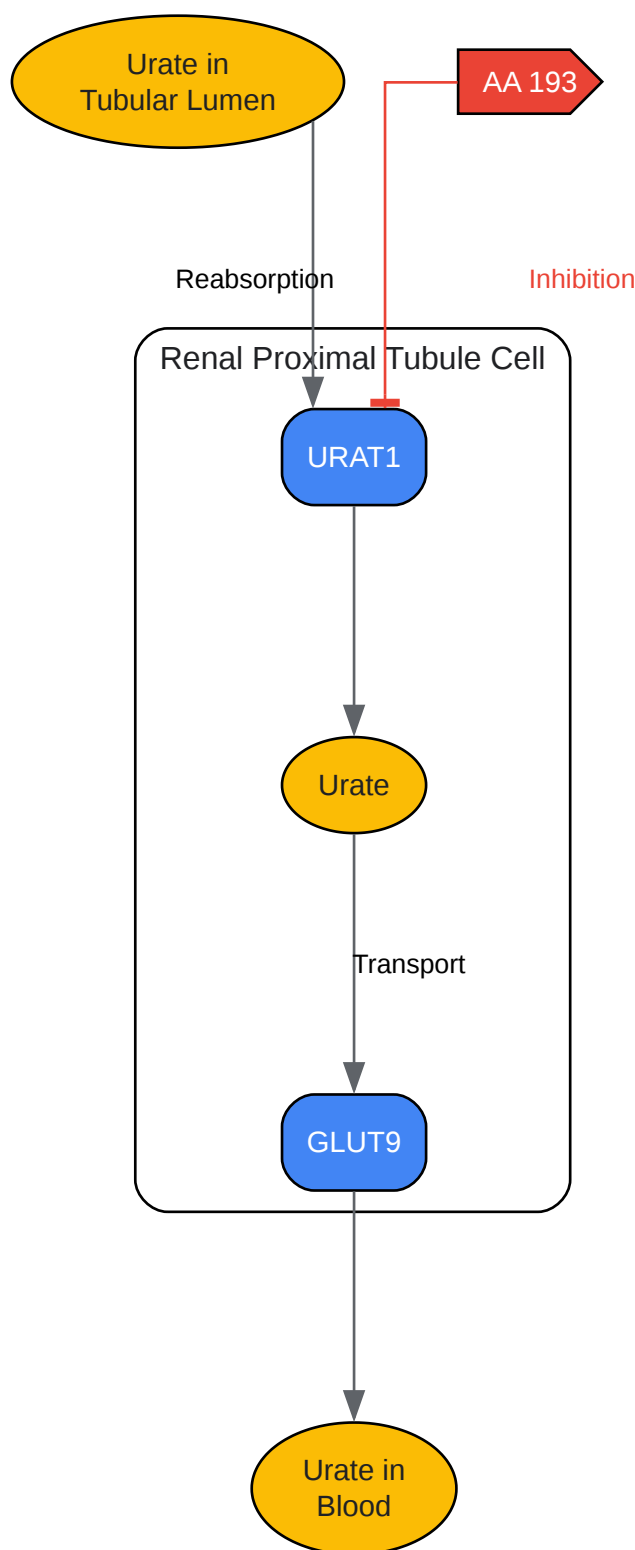 Urate in
Tubular Lumen
AA 193
Reabsorption
Inhibition
Renal Proximal Tubule Cell
URAT1
Urate
Transport
GLUT9
Urate in
Blood